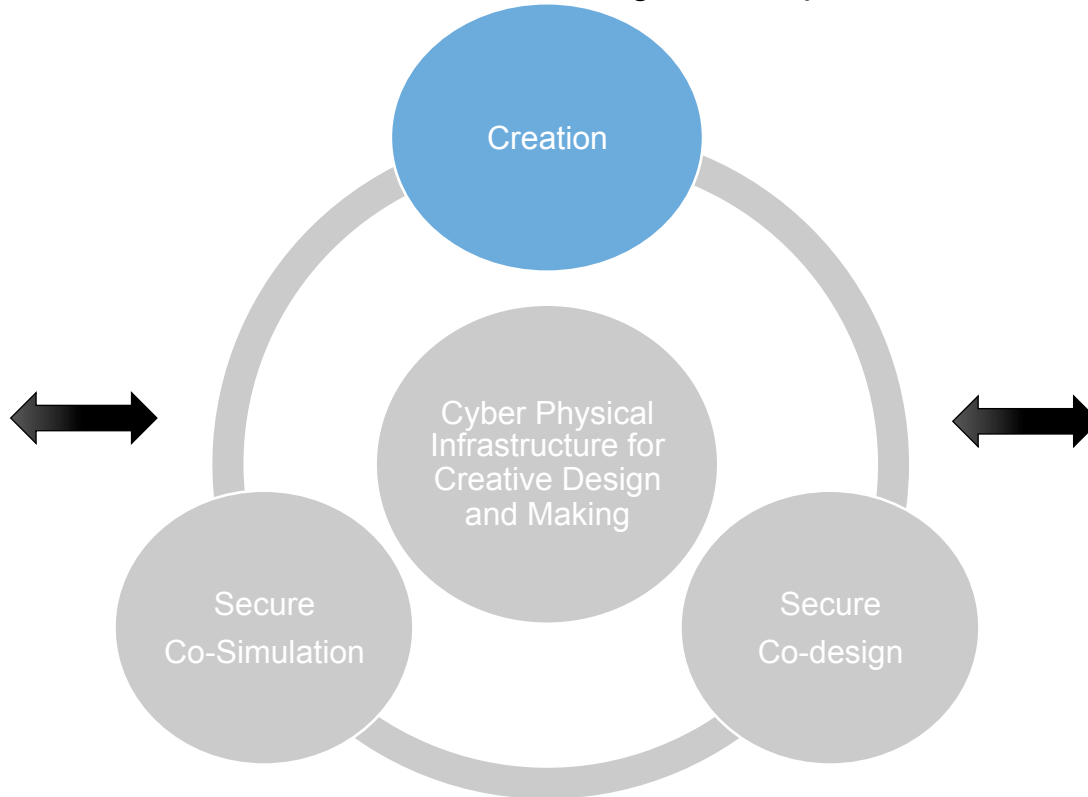 Creation
Cyber Physical
Infrastructure for
Creative Design
and Making
Secure
Co-Simulation
Secure
Co-design